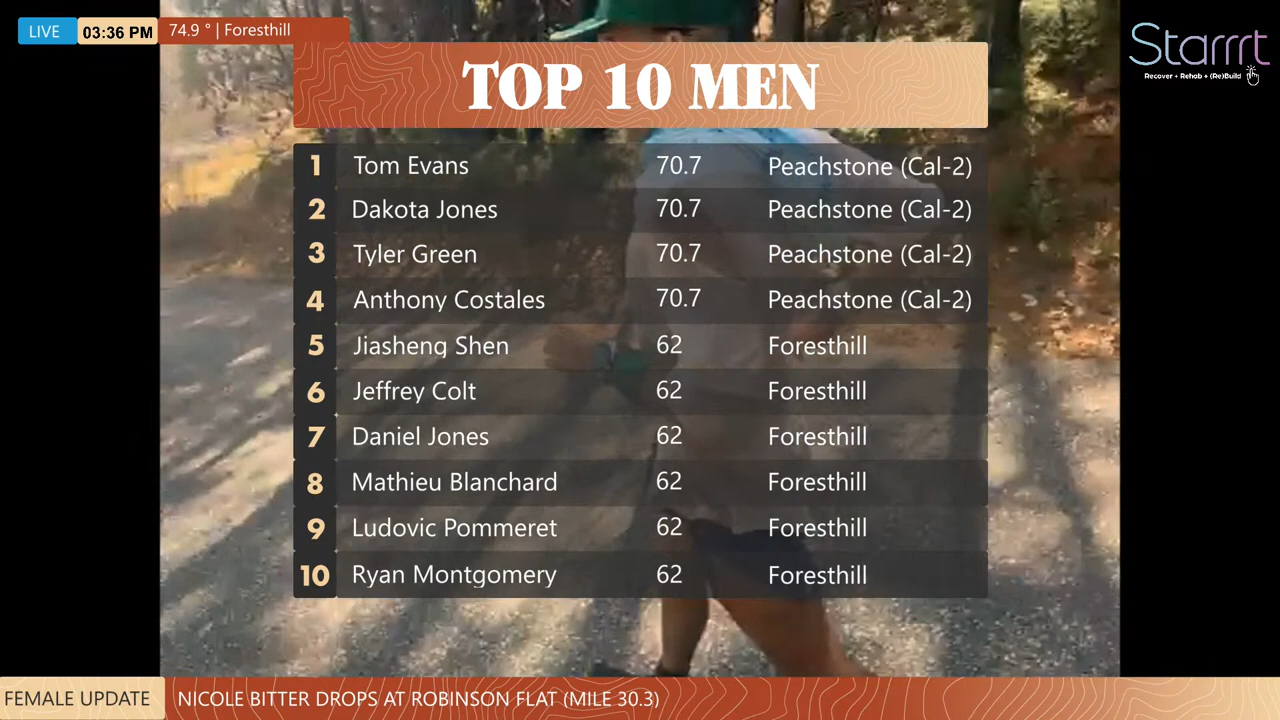 LIVE 03:36 PM 74.9 ° | Foresthill
Starrrt
Recover + Rehab + (Re)Build
TOP 10 MEN
1 Tom Evans 70.7 Peachstone (Cal-2)
2 Dakota Jones 70.7 Peachstone (Cal-2)
3 Tyler Green 70.7 Peachstone (Cal-2)
4 Anthony Costales 70.7 Peachstone (Cal-2)
5 Jiasheng Shen 62 Foresthill
6 Jeffrey Colt 62 Foresthill
7 Daniel Jones 62 Foresthill
8 Mathieu Blanchard 62 Foresthill
9 Ludovic Pommeret 62 Foresthill
10 Ryan Montgomery 62 Foresthill
FEMALE UPDATE NICOLE BITTER DROPS AT ROBINSON FLAT (MILE 30.3)